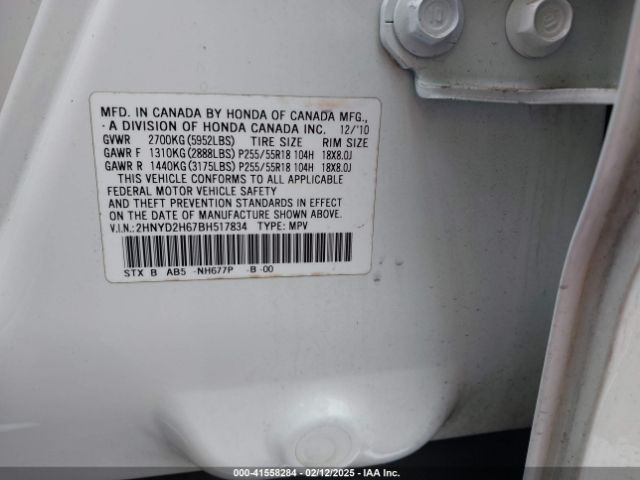 MFD. IN CANADA BY HONDA OF CANADA MFG.,
A DIVISION OF HONDA CANADA INC. 12/'10
GVWR 2700KG(5952LBS) TIRE SIZE RIM SIZE
GAWR F 1310KG(2888LBS)P255/55R18 104H 18X8.0J
GAWR R 1440KG(3175LBS)P255/55R18 104H 18X8.0J
THIS VEHICLE CONFORMS TO ALL APPLICABLE
FEDERAL MOTOR VEHICLE SAFETY
AND THEFT PREVENTION STANDARDS IN EFFECT
ON THE DATE OF MANUFACTURE SHOWN ABOVE.
V.I.N.: 2HNYD2H67BH517834 TYPE: MPV
STX B AB5 -NH677P -B-00
000-41558284 - 02/12/2025 - IAA Inc.